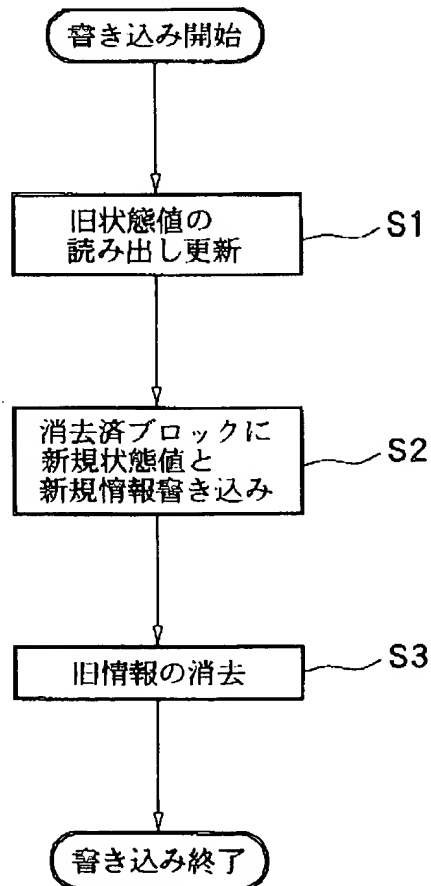 書き込み開始
旧状態値の
読み出し更新
S1
消去済ブロックに
新規状態値と
新規情報書き込み
S2
旧情報の消去
S3
書き込み終了